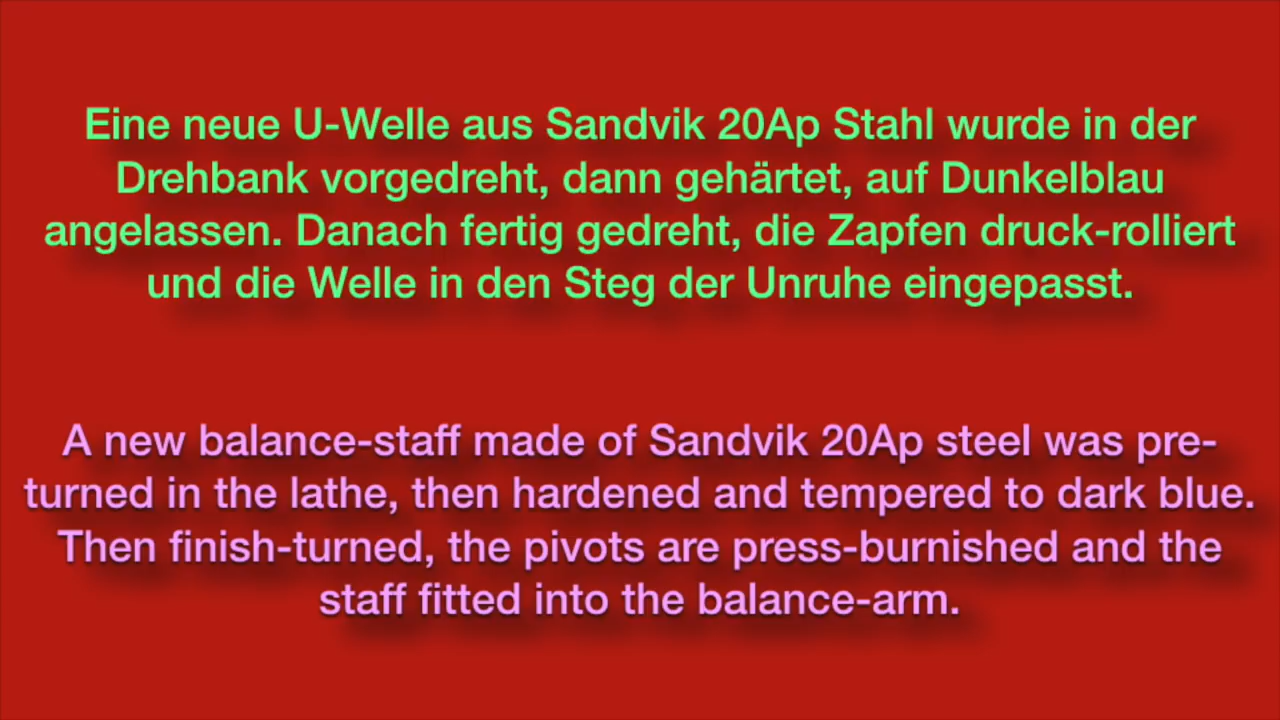 Eine neue U-Welle aus Sandvik 20Ap Stahl wurde in der
Drehbank vorgedreht, dann gehärtet, auf Dunkelblau
angelassen. Danach fertig gedreht, die Zapfen druck-rolliert
und die Welle in den Steg der Unruhe eingepasst.
A new balance-staff made of Sandvik 20Ap steel was pre-
turned in the lathe, then hardened and tempered to dark blue.
Then finish-turned, the pivots are press-burnished and the
staff fitted into the balance-arm.